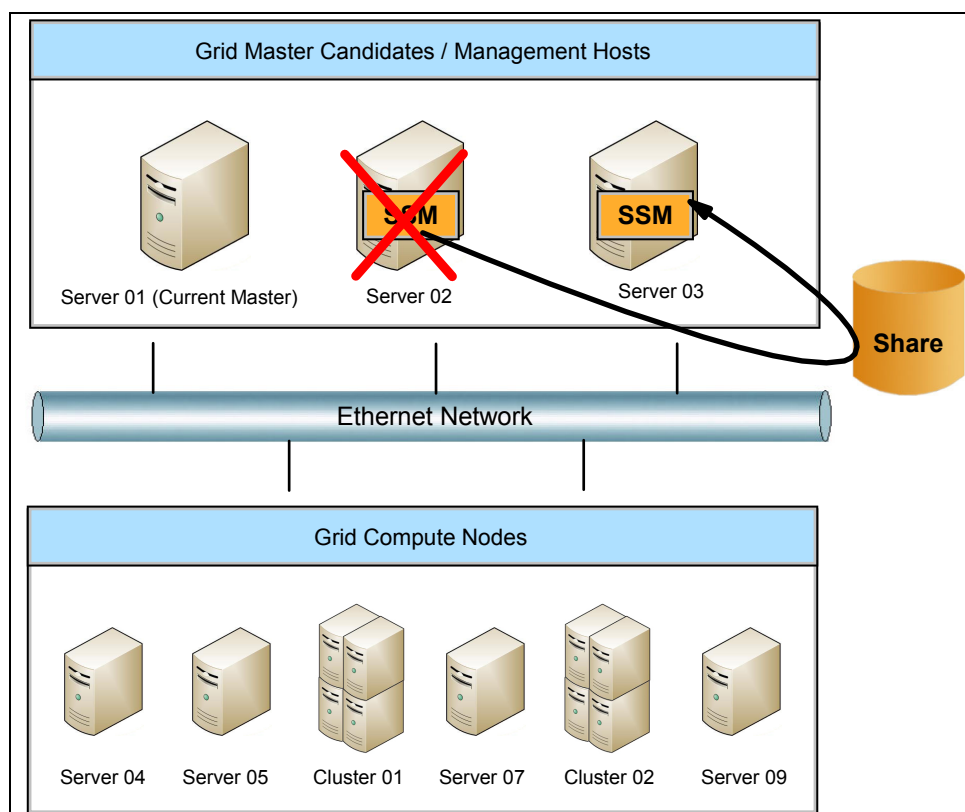 Grid Master Candidates / Management Hosts
SSM
SSM
Server 01 (Current Master)
Server 02
Server 03
Share
Ethernet Network
Grid Compute Nodes
Server 04
Server 05
Cluster 01
Server 07
Cluster 02
Server 09